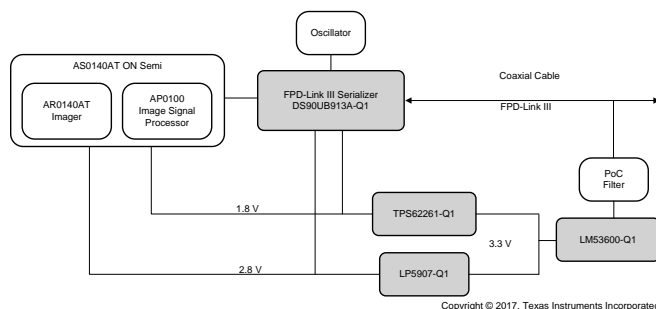 Oscillator
AS0140AT ON Semi
AR0140AT
Imager
AP0100
Image Signal
Processor
FPD-Link III Serializer
DS90UB913A-Q1
Coaxial Cable
FPD-Link III
PoC
Filter
1.8 V
TPS62261-Q1
3.3 V
LM53600-Q1
2.8 V
LP5907-Q1
Copyright © 2017, Texas Instruments Incorporated